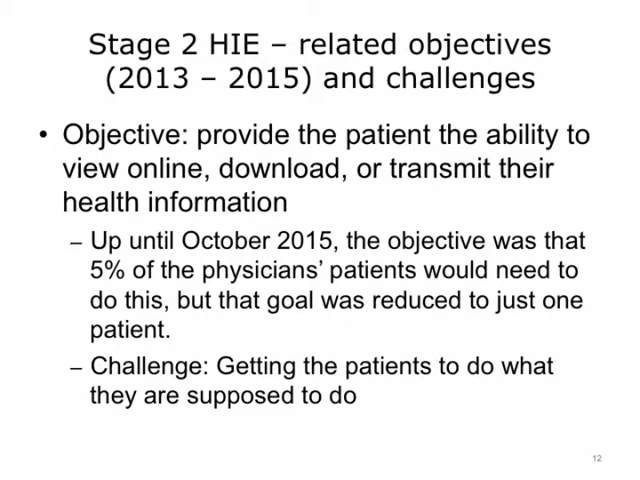 Stage 2 HIE – related objectives
(2013 – 2015) and challenges
• Objective: provide the patient the ability to
view online, download, or transmit their
health information
– Up until October 2015, the objective was that
5% of the physicians’ patients would need to
do this, but that goal was reduced to just one
patient.
– Challenge: Getting the patients to do what
they are supposed to do
12